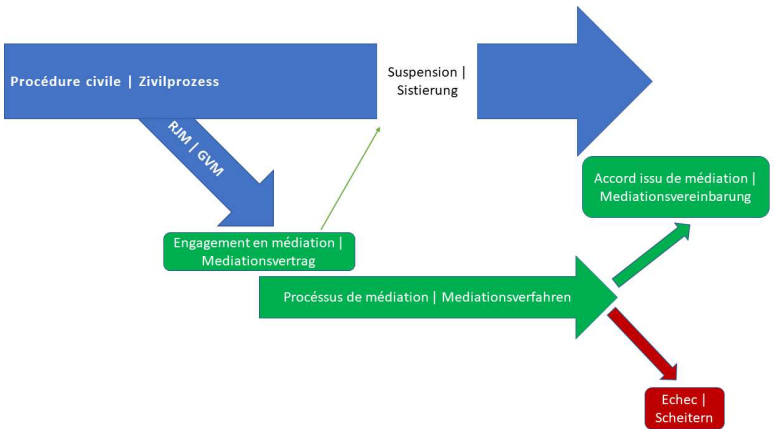 Procédure civile | Zivilprozess
Suspension |
Sistierung
RJM | GVM
Accord issu de médiation |
Mediationsvereinbarung
Engagement en médiation |
Mediationsvertrag
Procéssus de médiation | Mediationsverfahren
Echec |
Scheitern